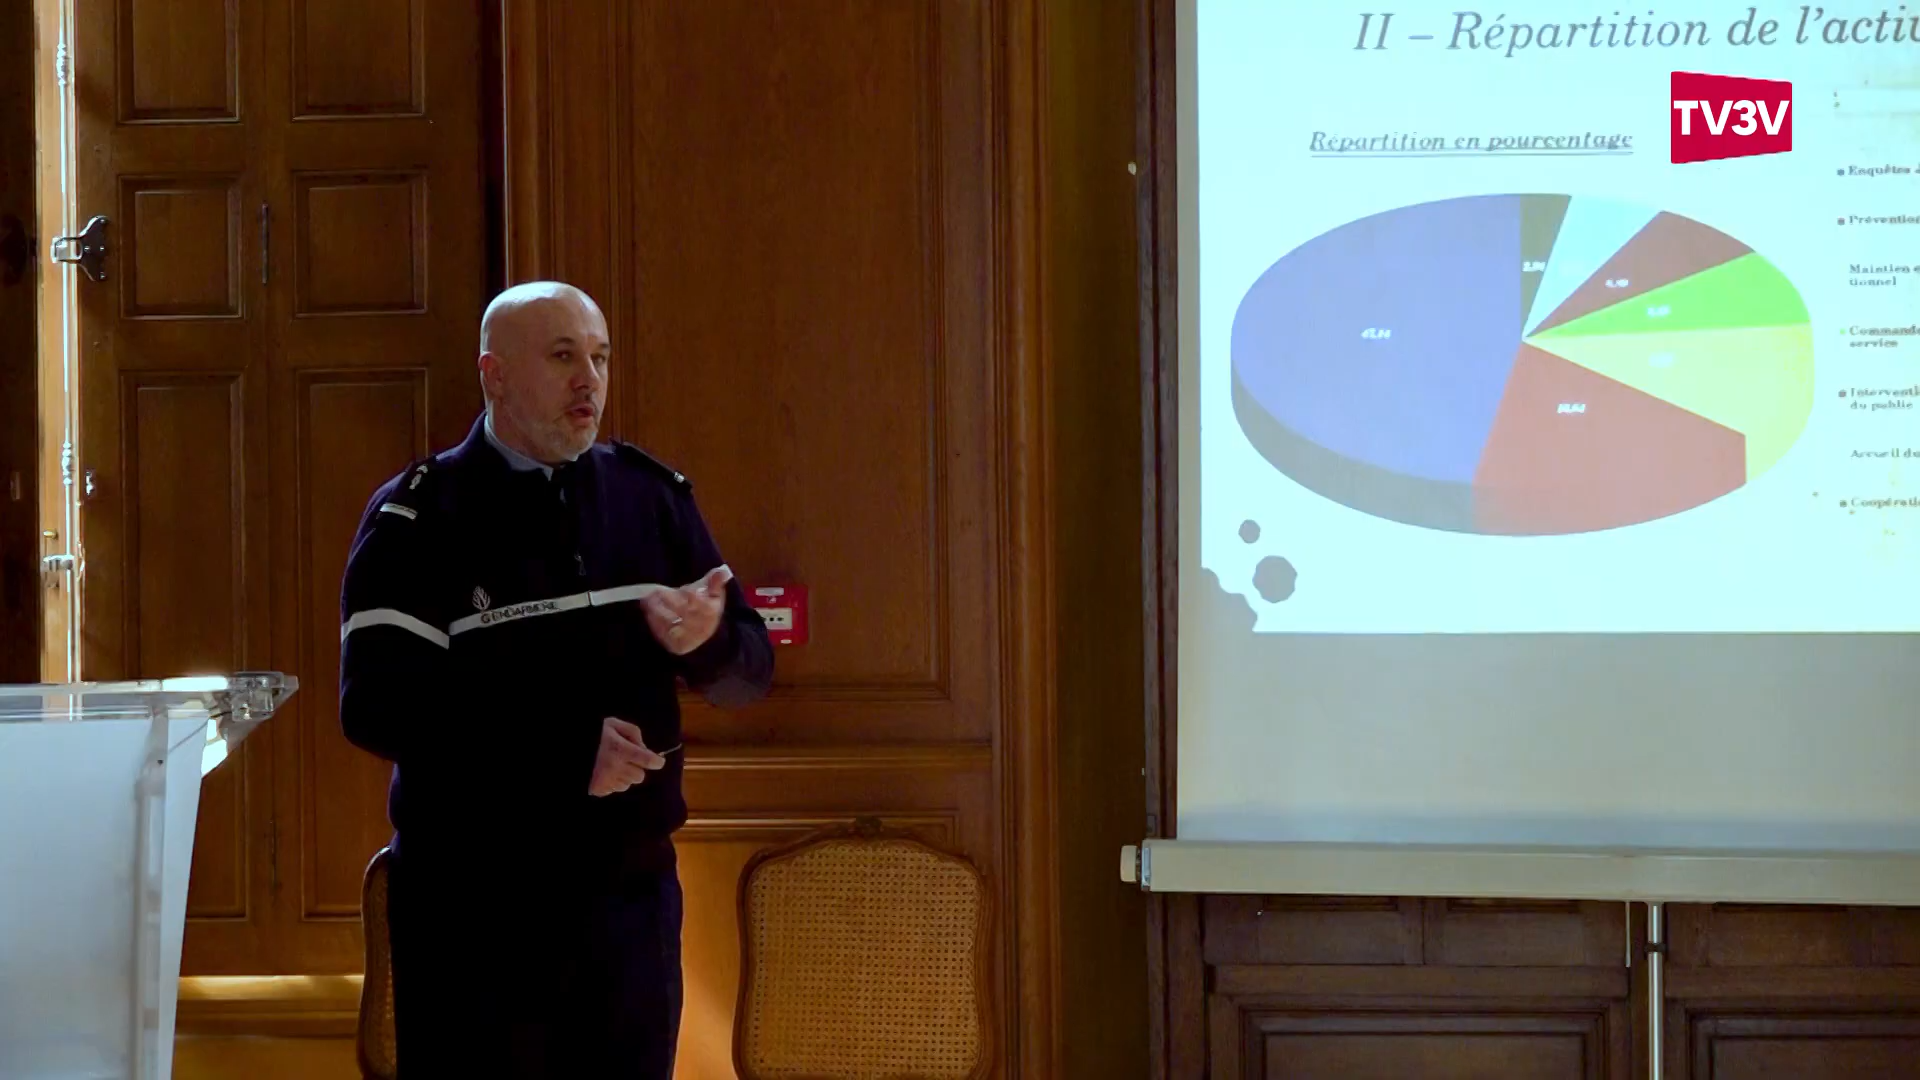 II – Répartition de l'activ
TV3V
Répartition en pourcentage
Enquêtes J
Prévention
Maintien e
tionnel
Commande
service
Interventi
du public
Accueil du
Coopérati
GENDARMERIE